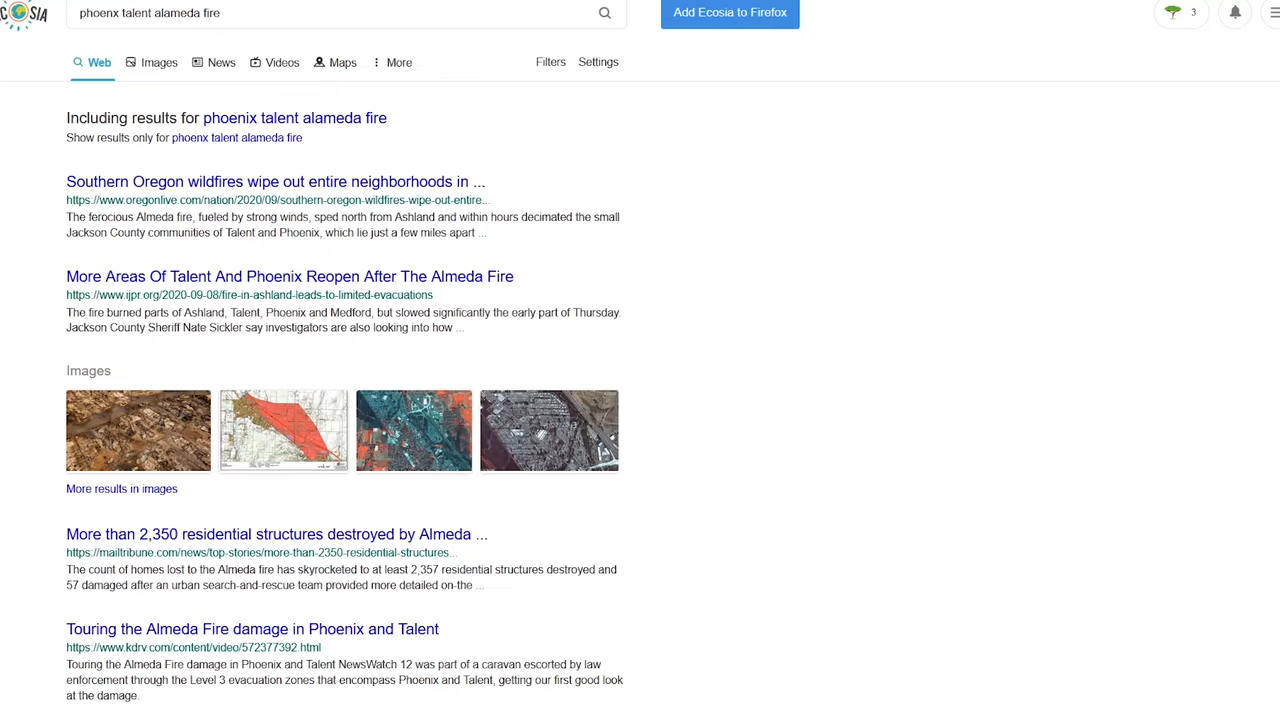 COSIA
phoenx talent alameda fire
Add Ecosia to Firefox
3
Web Images News Videos Maps More Filters Settings
Including results for phoenix talent alameda fire
Show results only for phoenx talent alameda fire
Southern Oregon wildfires wipe out entire neighborhoods in ...
https://www.oregonlive.com/nation/2020/09/southern-oregon-wildfires-wipe-out-entire...
The ferocious Almeda fire, fueled by strong winds, sped north from Ashland and within hours decimated the small
Jackson County communities of Talent and Phoenix, which lie just a few miles apart ...
More Areas Of Talent And Phoenix Reopen After The Almeda Fire
https://www.ijpr.org/2020-09-08/fire-in-ashland-leads-to-limited-evacuations
The fire burned parts of Ashland, Talent, Phoenix and Medford, but slowed significantly the early part of Thursday.
Jackson County Sheriff Nate Sickler say investigators are also looking into how ...
Images
More results in images
More than 2,350 residential structures destroyed by Almeda ...
https://mailtribune.com/news/top-stories/more-than-2350-residential-structures...
The count of homes lost to the Almeda fire has skyrocketed to at least 2,357 residential structures destroyed and
57 damaged after an urban search-and-rescue team provided more detailed on-the ...
Touring the Almeda Fire damage in Phoenix and Talent
https://www.kdrv.com/content/video/572377392.html
Touring the Almeda Fire damage in Phoenix and Talent NewsWatch 12 was part of a caravan escorted by law
enforcement through the Level 3 evacuation zones that encompass Phoenix and Talent, getting our first good look
at the damage.